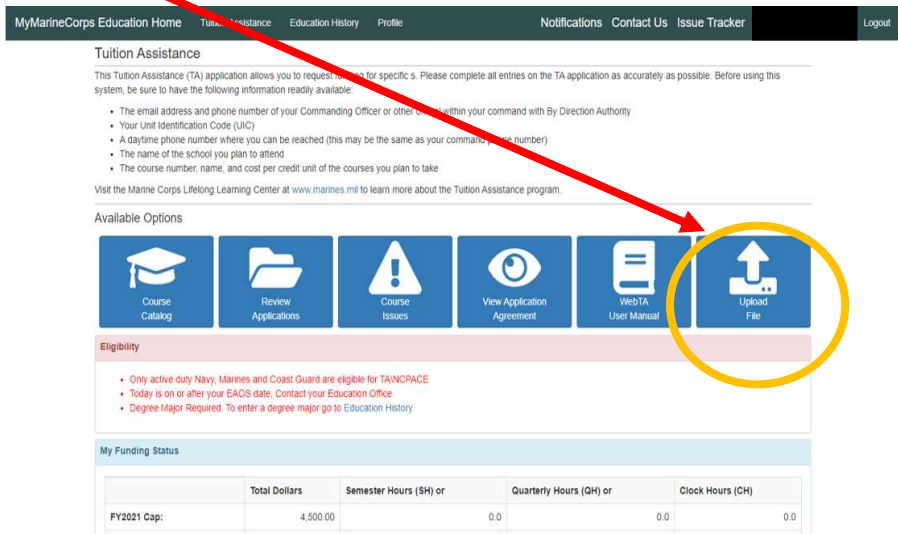 MyMarineCorps Education Home Tuition Assistance Education History Profile Notifications Contact Us Issue Tracker Logout
Tuition Assistance
This Tuition Assistance (TA) application allows you to request funding for specific s. Please complete all entries on the TA application as accurately as possible. Before using this
system, be sure to have the following information readily available:
The email address and phone number of your Commanding Officer or other within your command with By Direction Authority
Your Unit Identification Code (UIC)
A daytime phone number where you can be reached (this may be the same as your command phone number)
The name of the school you plan to attend
The course number, name, and cost per credit unit of the courses you plan to take
Visit the Marine Corps Lifelong Learning Center at www.marines.mil to learn more about the Tuition Assistance program.
Available Options
Course Catalog
Review Applications
Course Issues
View Application Agreement
WebTA User Manual
Upload File
Eligibility
Only active duty Navy, Marines and Coast Guard are eligible for TA\NCPACE
Today is on or after your EAOS date, Contact your Education Office.
Degree Major Required. To enter a degree major go to Education History.
My Funding Status
Total Dollars Semester Hours (SH) or Quarterly Hours (QH) or Clock Hours (CH)
FY2021 Cap: 4,500.00 0.0 0.0 0.0